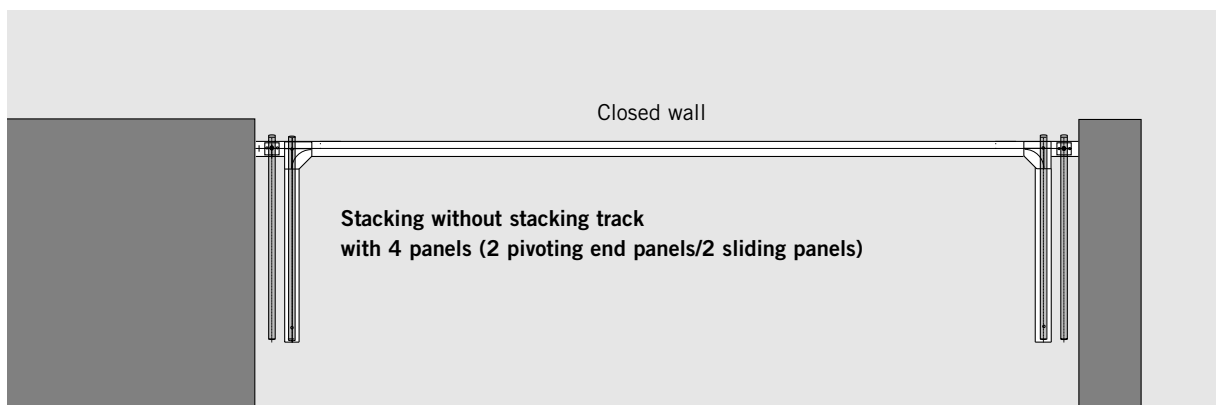 Closed wall
Stacking without stacking track
with 4 panels (2 pivoting end panels/2 sliding panels)